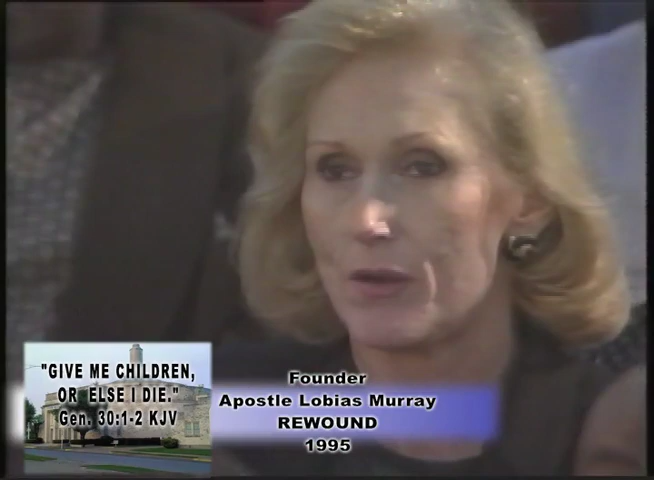 "GIVE ME CHILDREN,
OR ELSE I DIE."
Gen. 30:1-2 KJV
Founder
Apostle Lobias Murray
REWOUND
1995